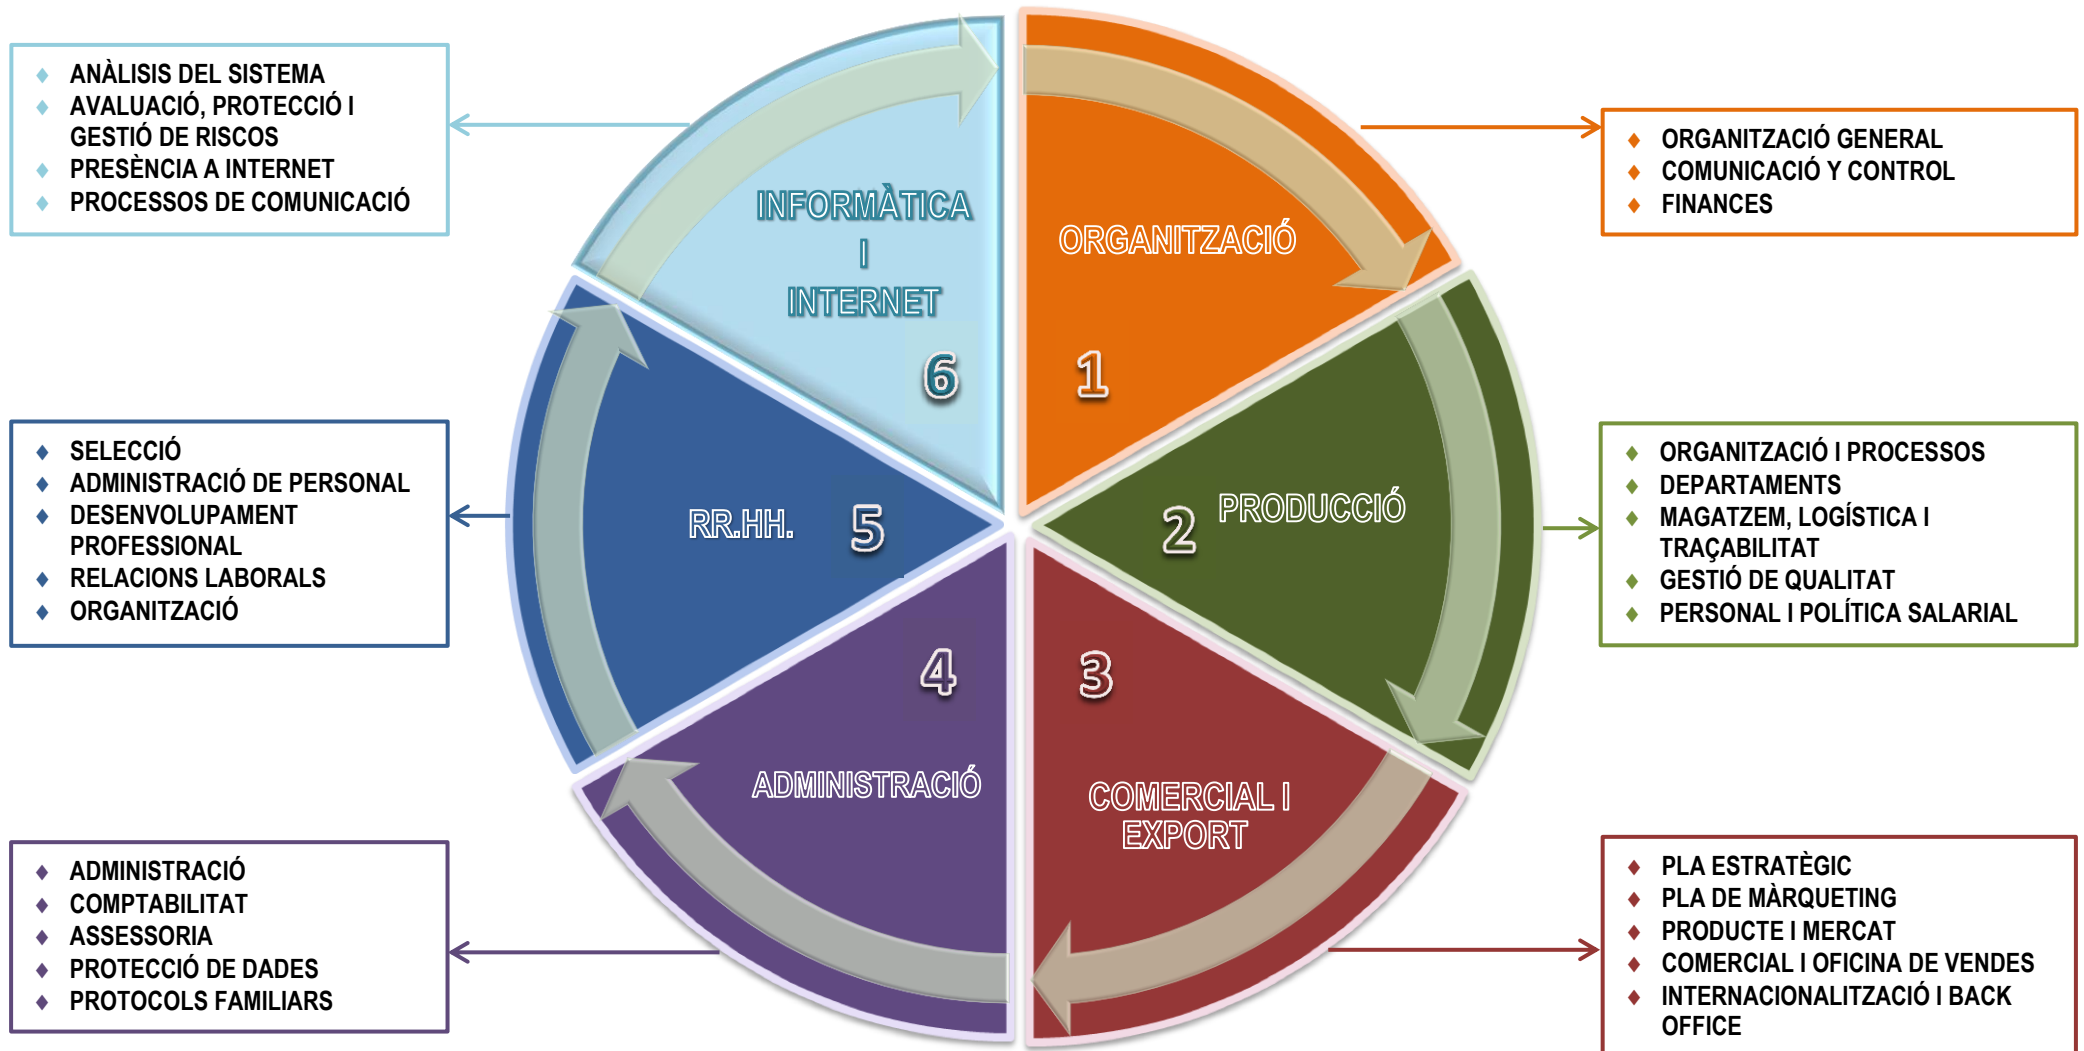 ANÀLISIS DEL SISTEMA
AVALUACIÓ, PROTECCIÓ I
GESTIÓ DE RISCOS
PRESÈNCIA A INTERNET
PROCESSOS DE COMUNICACIÓ
INFORMÀTICA
I
INTERNET
6
ORGANITZACIÓ
1
ORGANITZACIÓ GENERAL
COMUNICACIÓ Y CONTROL
FINANCES
SELECCIÓ
ADMINISTRACIÓ DE PERSONAL
DESENVOLUPAMENT
PROFESSIONAL
RELACIONS LABORALS
ORGANITZACIÓ
RR.HH.
5
2
PRODUCCIÓ
ORGANITZACIÓ I PROCESSOS
DEPARTAMENTS
MAGATZEM, LOGÍSTICA I
TRAÇABILITAT
GESTIÓ DE QUALITAT
PERSONAL I POLÍTICA SALARIAL
4
ADMINISTRACIÓ
3
COMERCIAL I
EXPORT
ADMINISTRACIÓ
COMPTABILITAT
ASSESSORIA
PROTECCIÓ DE DADES
PROTOCOLS FAMILIARS
PLA ESTRATÈGIC
PLA DE MÀRQUETING
PRODUCTE I MERCAT
COMERCIAL I OFICINA DE VENDES
INTERNACIONALITZACIÓ I BACK
OFFICE